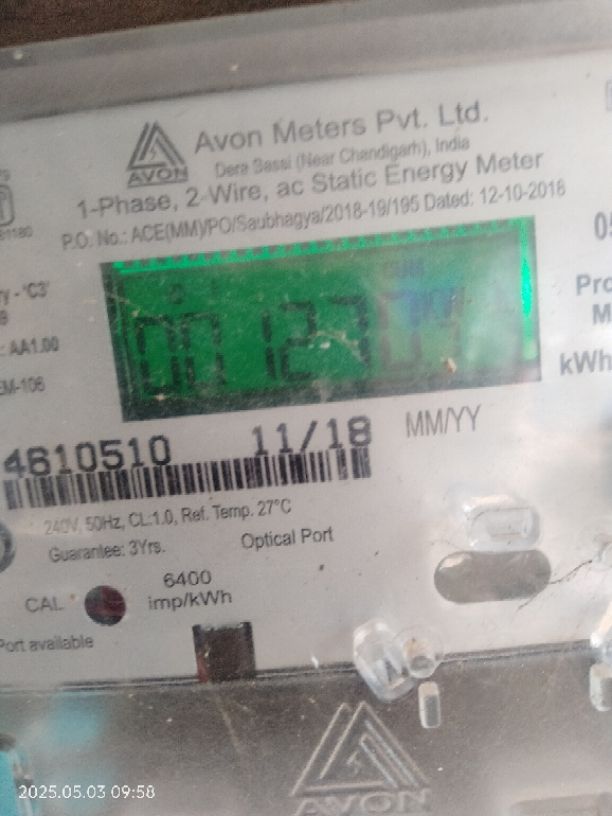 Avon Meters Pvt. Ltd.
AVON
Dera Bassi (Near Chandigarh), India
1-Phase, 2-Wire, ac Static Energy Meter
P.O. No.: ACE(MM)/PO/Saubhagya/2018-19/195 Dated: 12-10-2018
AA1.00
kWh
4610510 11/18 MM/YY
240V, 50Hz, CL:1.0, Ref. Temp. 27°C
Guarantee: 3Yrs. Optical Port
CAL 6400
imp/kWh
Port available
AVON
2025.05.03 09:58